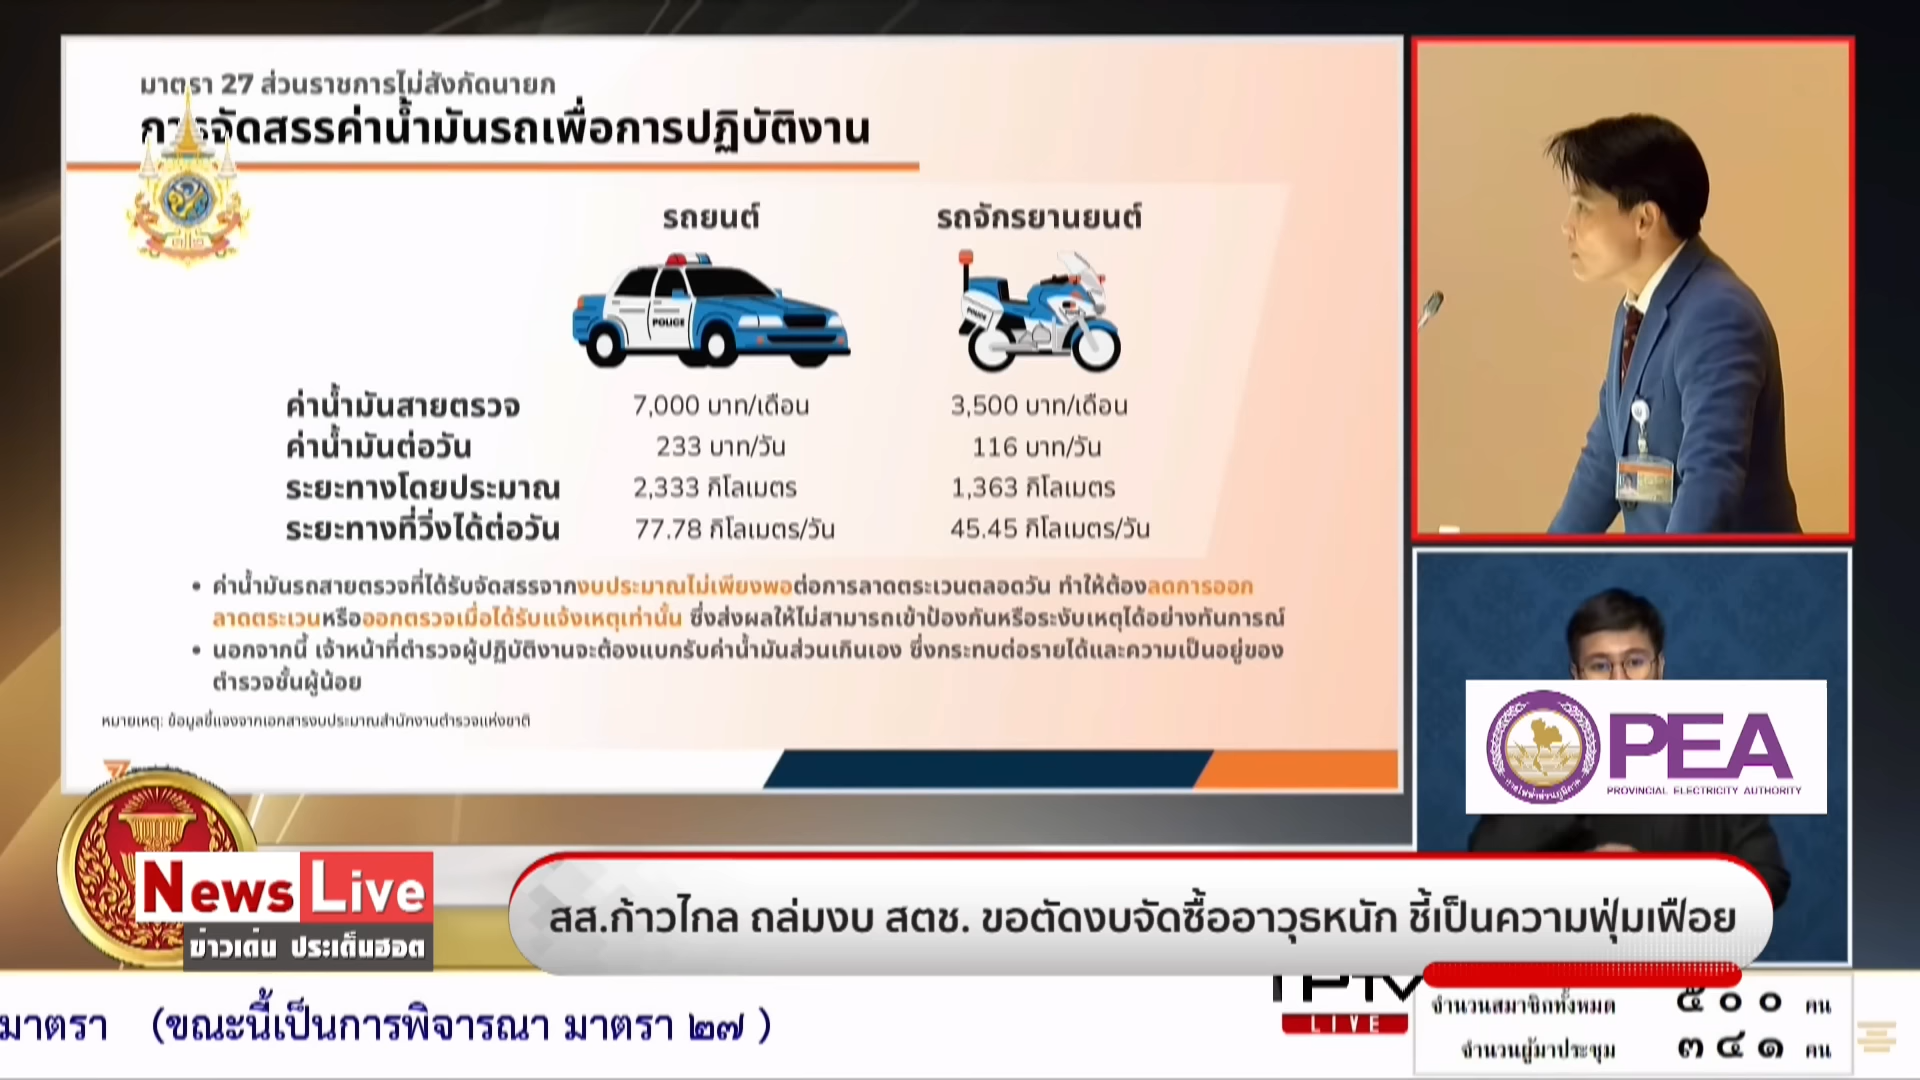 มาตรา 27 ส่วนราชการไม่สังกัดนายก
การจัดสรรค่าน้ำมันรถเพื่อการปฏิบัติงาน
รถยนต์ รถจักรยานยนต์
POLICE POLICE
ค่าน้ำมันสายตรวจ 7,000 บาท/เดือน 3,500 บาท/เดือน
ค่าน้ำมันต่อวัน 233 บาท/วัน 116 บาท/วัน
ระยะทางโดยประมาณ 2,333 กิโลเมตร 1,363 กิโลเมตร
ระยะทางที่วิ่งได้ต่อวัน 77.78 กิโลเมตร/วัน 45.45 กิโลเมตร/วัน
• ค่าน้ำมันรถสายตรวจที่ได้รับจัดสรรจากงบประมาณไม่เพียงพอต่อการลาดตระเวนตลอดวัน ทำให้ต้องลดการออก
ลาดตระเวนหรือออกตรวจเมื่อได้รับแจ้งเหตุเท่านั้น ซึ่งส่งผลให้ไม่สามารถเข้าป้องกันหรือระงับเหตุได้อย่างทันการณ์
• นอกจากนี้ เจ้าหน้าที่ตำรวจผู้ปฏิบัติงานจะต้องแบกรับค่าน้ำมันส่วนเกินเอง ซึ่งกระทบต่อรายได้และความเป็นอยู่ของ
ตำรวจชั้นผู้น้อย
หมายเหตุ: ข้อมูลชี้แจงจากเอกสารงบประมาณสำนักงานตำรวจแห่งชาติ
PEA
PROVINCIAL ELECTRICITY AUTHORITY
News Live
ข่าวเด่น ประเด็นฮอต
สส.ก้าวไกล ถล่มงบ สตช. ขอตัดงบจัดซื้ออาวุธหนัก ชี้เป็นความฟุ่มเฟือย
มาตรา (ขณะนี้เป็นการพิจารณา มาตรา ๒๗ )
LIVE
จำนวนสมาชิกทั้งหมด ๕๐๐ คน
จำนวนผู้มาประชุม ๓๔๑ คน